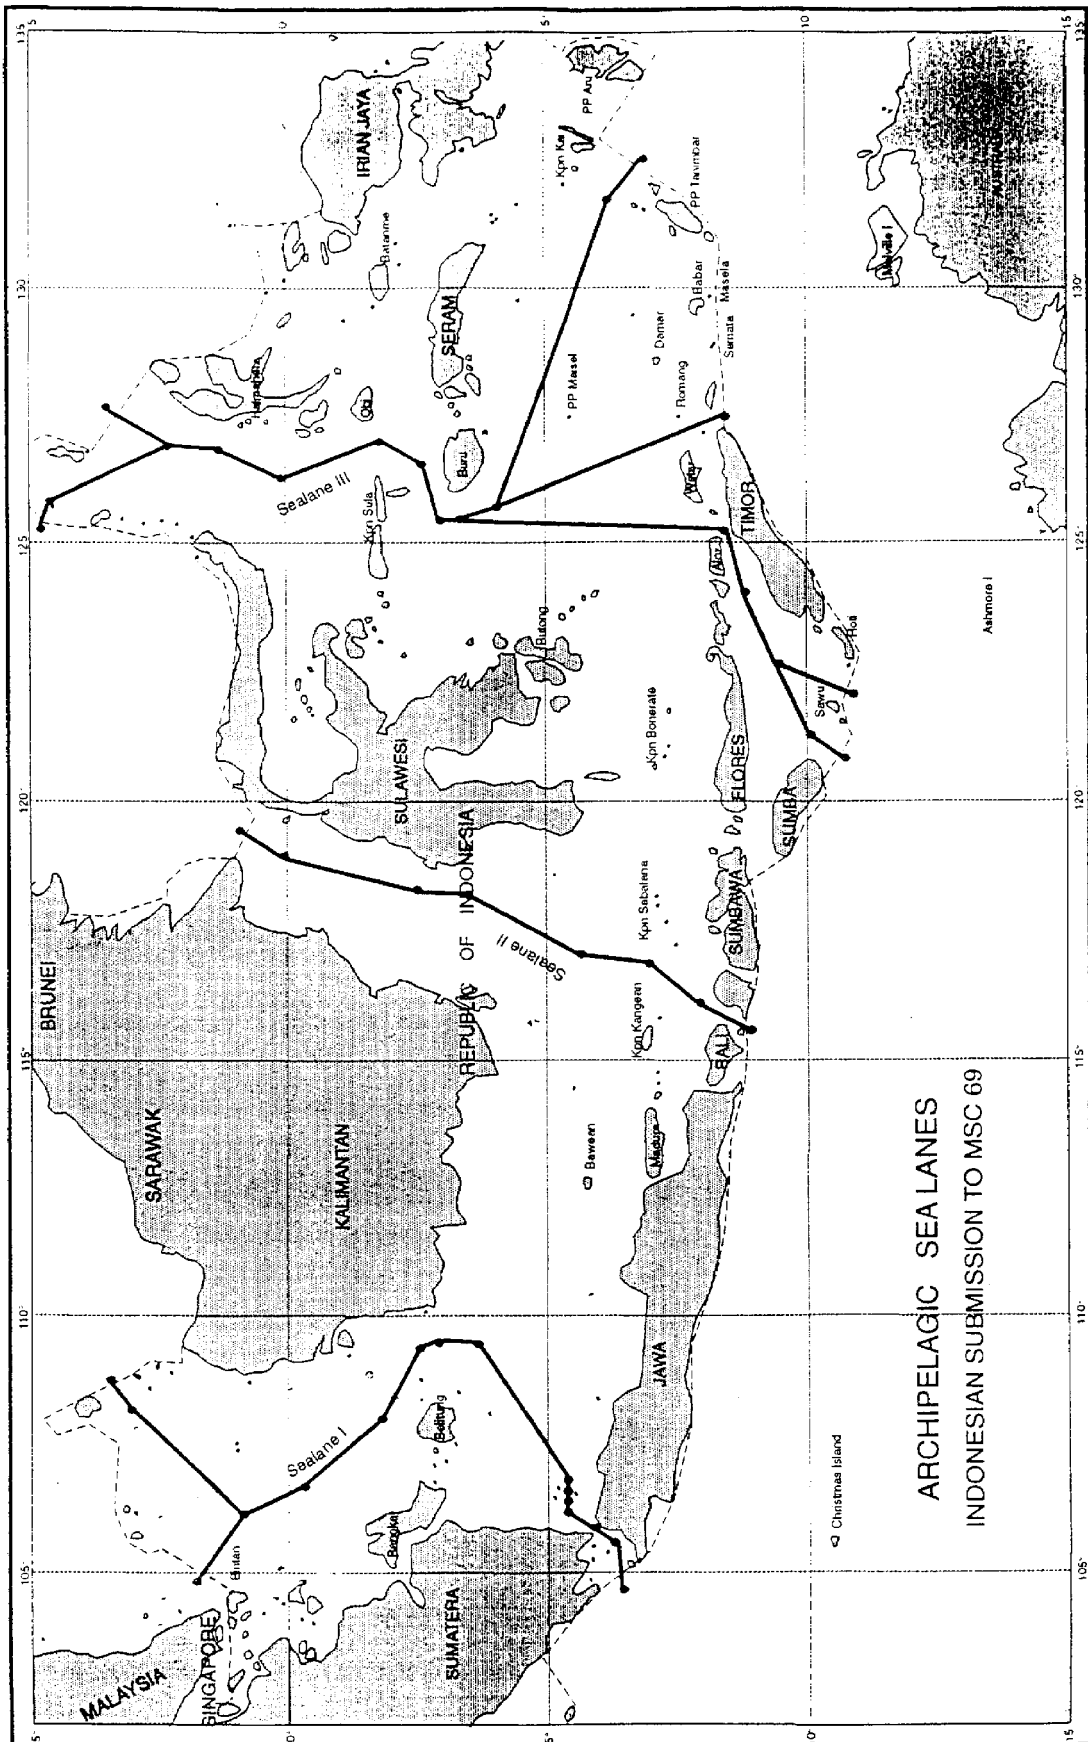 ARCHIPELAGIC SEA LANES
INDONESIAN SUBMISSION TO MSC 69
MALAYSIA
SINGAPORE
Bintan
SUMATERA
Bangka
Belitung
Sealane I
BRUNEI
SARAWAK
KALIMANTAN
REPUBLIC OF INDONESIA
SULAWESI
Sealane II
Sealane III
Butong
Kpn Sula
Halmahera
Obi
Buru
SERAM
Batanme
IRIAN JAYA
PP Aru
Kpn Kai
PP Tanimbar
PP Maisel
Damar
Romang
Babar
Masela
Sumata
Wetar
Alor
TIMOR
Roti
Sawu
SUMBA
FLORES
SUMBAWA
BALI
Kpn Bonerate
Kpn Sabalana
Kpn Kangean
Bawean
Madura
JAWA
Christmas Island
Ashmore I
Melville I
AUSTRALIA
105°
110°
115°
120°
125°
130°
135°
5°
0°
5°
10°
15°